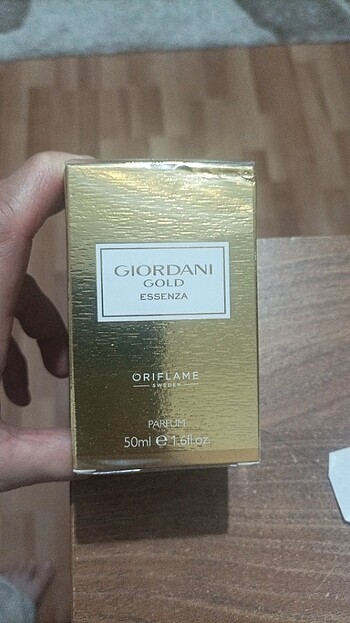 GIORDANI
GOLD
ESSENZA
ORIFLAME
SWEDEN
PARFUM
50ml ℮ 1.6fl.oz.